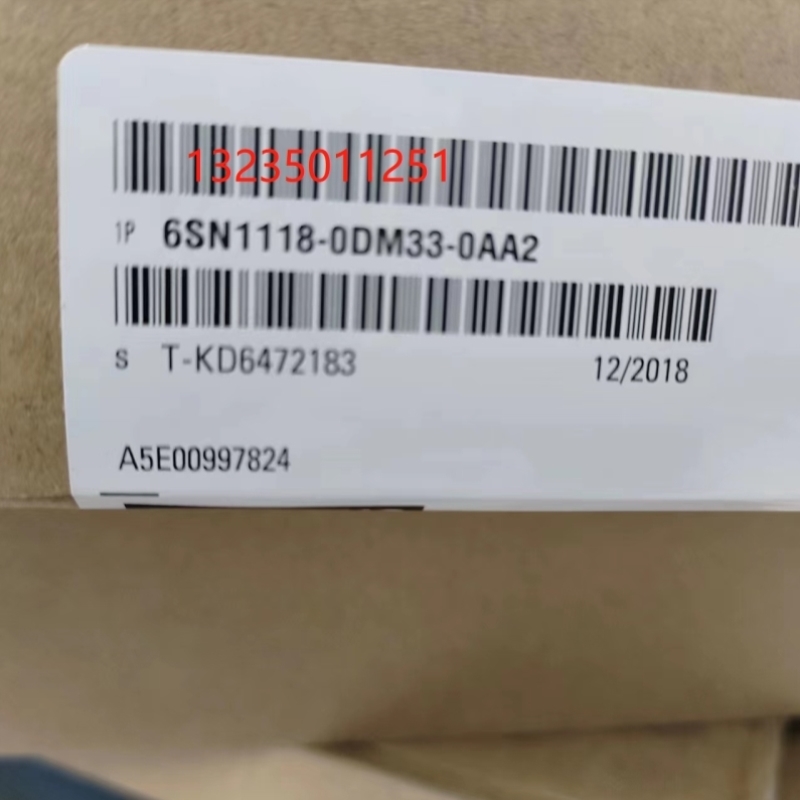 13235011251
1P 6SN1118-0DM33-0AA2
S T-KD6472183 12/2018
A5E00997824